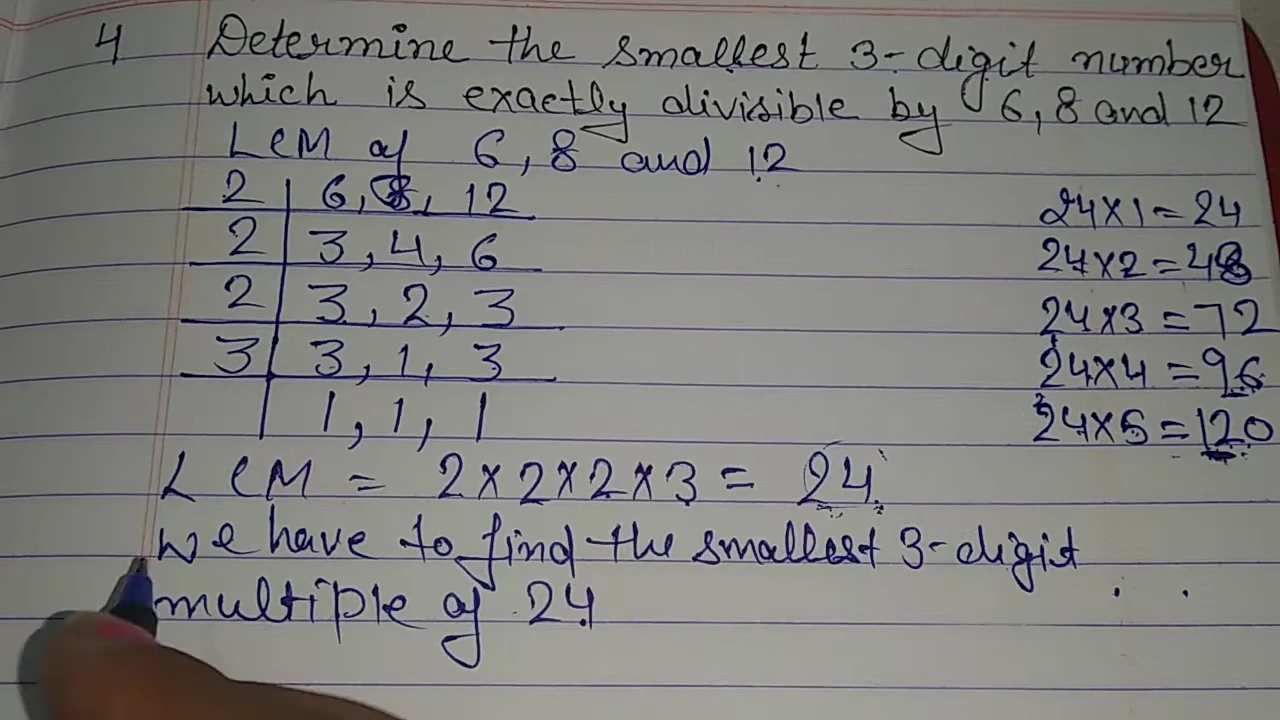 4 Determine the smallest 3-digit number
which is exactly divisible by 6, 8 and 12
LCM of 6, 8 and 12
2 | 6, 8, 12
2 | 3, 4, 6
2 | 3, 2, 3
3 | 3, 1, 3
| 1, 1, 1
LCM = 2×2×2×3 = 24
we have to find the smallest 3-digit
multiple of 24
24×1=24
24×2=48
24×3=72
24×4=96
24×5=120